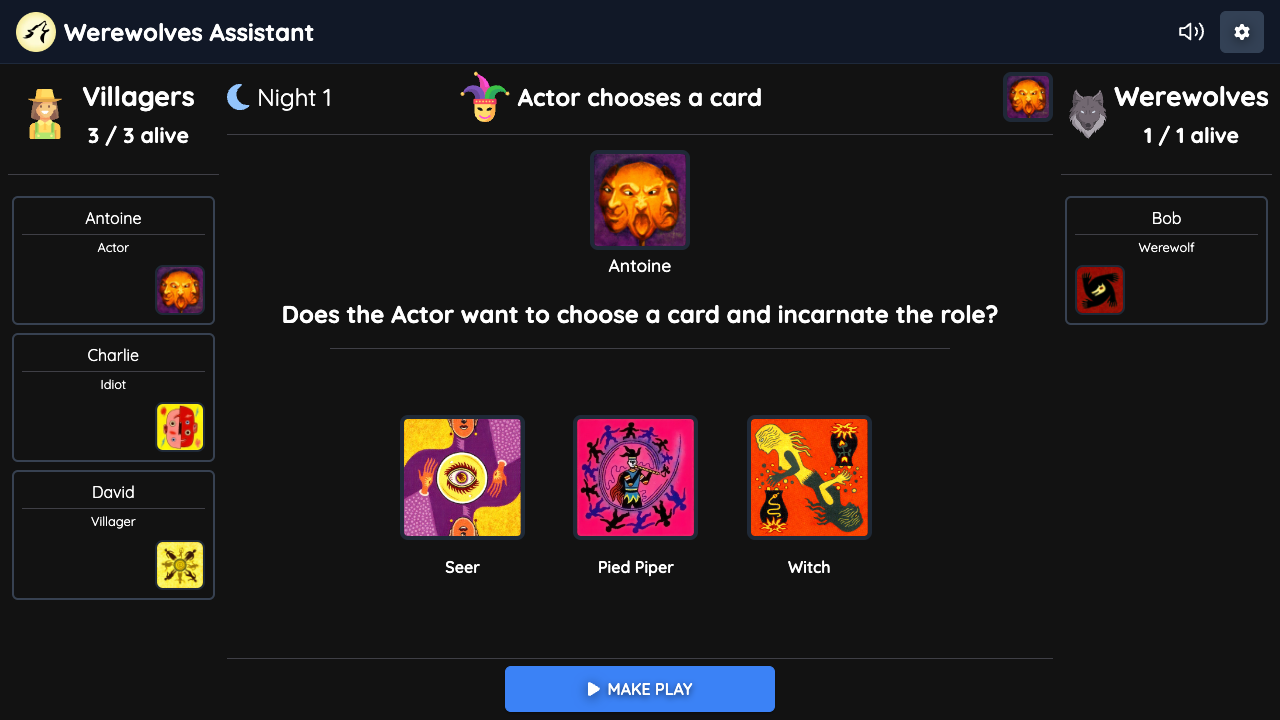 Werewolves Assistant
Villagers
3 / 3 alive
Night 1
Actor chooses a card
Werewolves
1 / 1 alive
Antoine
Actor
Charlie
Idiot
David
Villager
Antoine
Does the Actor want to choose a card and incarnate the role?
Seer
Pied Piper
Witch
MAKE PLAY
Bob
Werewolf